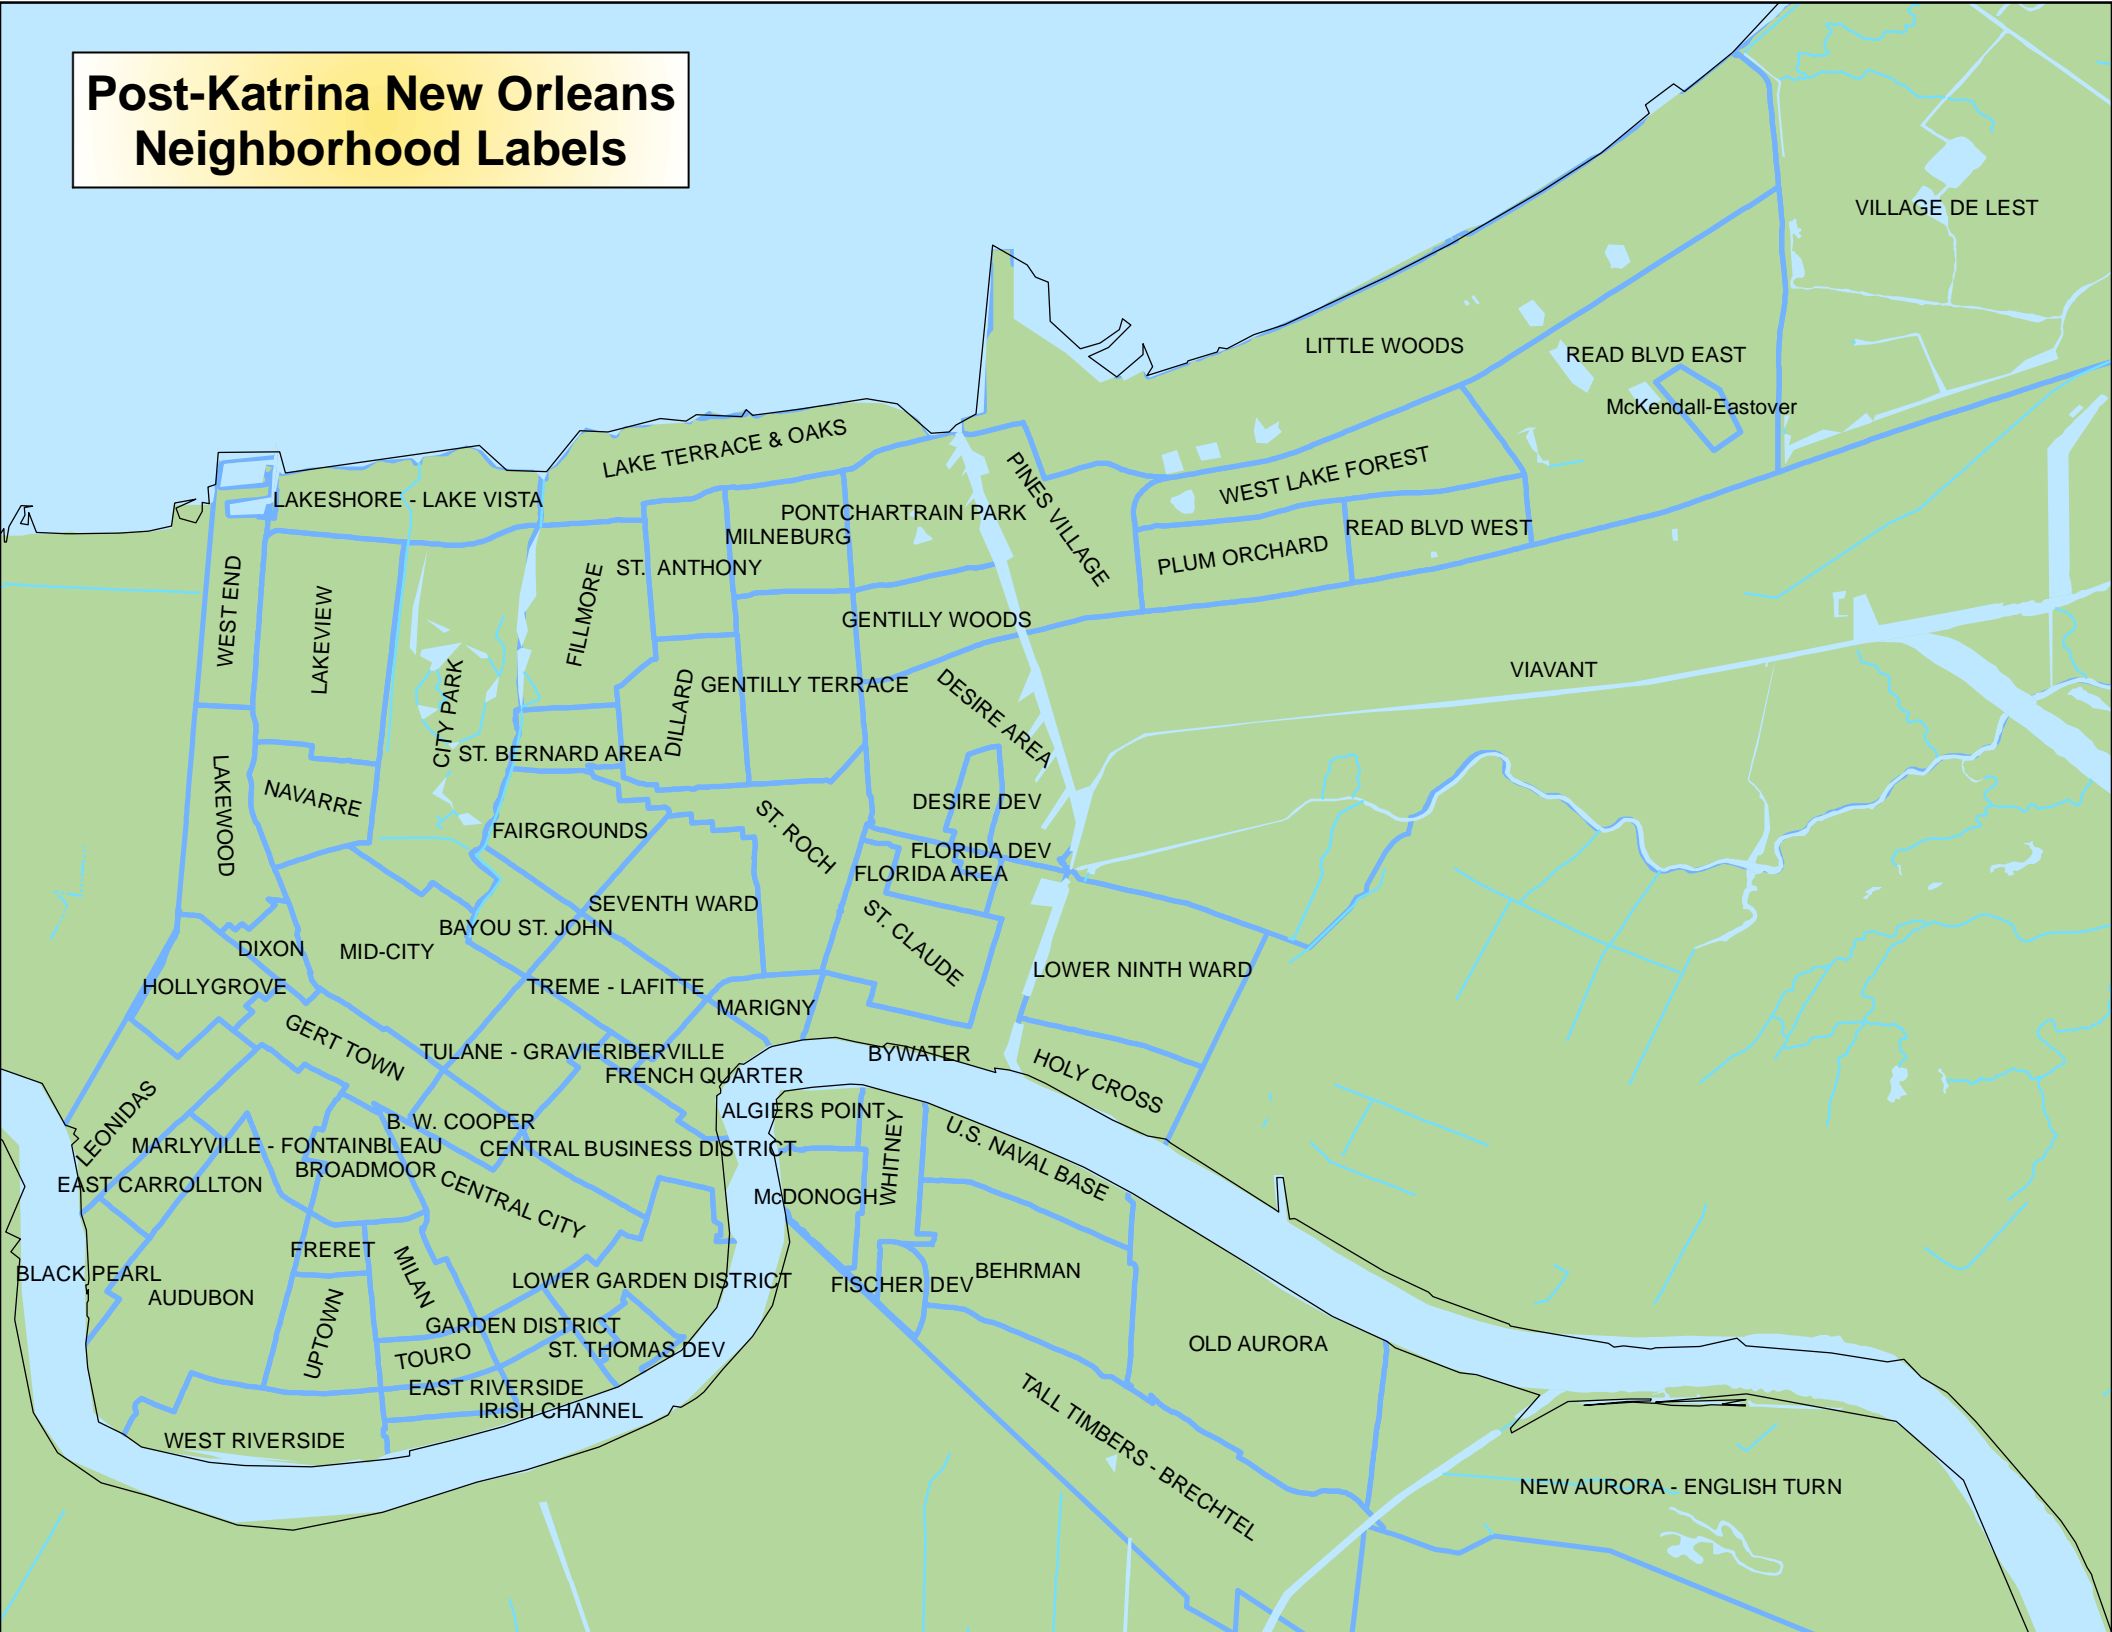 Post-Katrina New Orleans
Neighborhood Labels
VILLAGE DE LEST
LITTLE WOODS
READ BLVD EAST
McKendall-Eastover
LAKE TERRACE & OAKS
PINES VILLAGE
WEST LAKE FOREST
LAKESHORE - LAKE VISTA
PONTCHARTRAIN PARK
READ BLVD WEST
MILNEBURG
PLUM ORCHARD
ST. ANTHONY
WEST END
LAKEVIEW
FILLMORE
GENTILLY WOODS
VIAVANT
CITY PARK
DILLARD
GENTILLY TERRACE
DESIRE AREA
ST. BERNARD AREA
LAKEWOOD
NAVARRE
DESIRE DEV
FAIRGROUNDS
ST. ROCH
FLORIDA DEV
FLORIDA AREA
SEVENTH WARD
BAYOU ST. JOHN
ST. CLAUDE
DIXON
MID-CITY
LOWER NINTH WARD
HOLLYGROVE
TREME - LAFITTE
MARIGNY
GERT TOWN
TULANE - GRAVIER
IBERVILLE
BYWATER
HOLY CROSS
FRENCH QUARTER
LEONIDAS
ALGIERS POINT
B. W. COOPER
MARLYVILLE - FONTAINBLEAU
CENTRAL BUSINESS DISTRICT
WHITNEY
U.S. NAVAL BASE
BROADMOOR
EAST CARROLLTON
CENTRAL CITY
McDONOGH
FRERET
MILAN
BLACK PEARL
AUDUBON
LOWER GARDEN DISTRICT
FISCHER DEV
BEHRMAN
UPTOWN
GARDEN DISTRICT
OLD AURORA
TOURO
ST. THOMAS DEV
EAST RIVERSIDE
IRISH CHANNEL
WEST RIVERSIDE
TALL TIMBERS - BRECHTEL
NEW AURORA - ENGLISH TURN